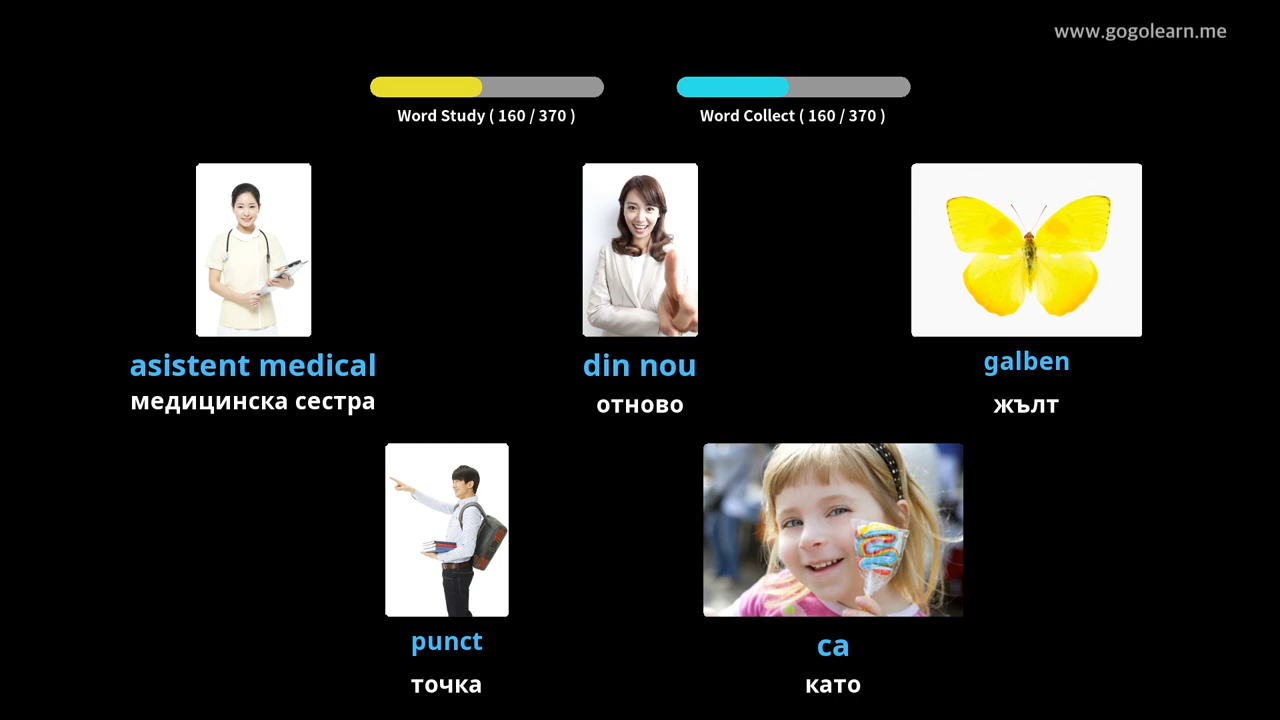 www.gogolearn.me
Word Study ( 160 / 370 )
Word Collect ( 160 / 370 )
asistent medical
медицинска сестра
din nou
отново
galben
жълт
punct
точка
ca
като